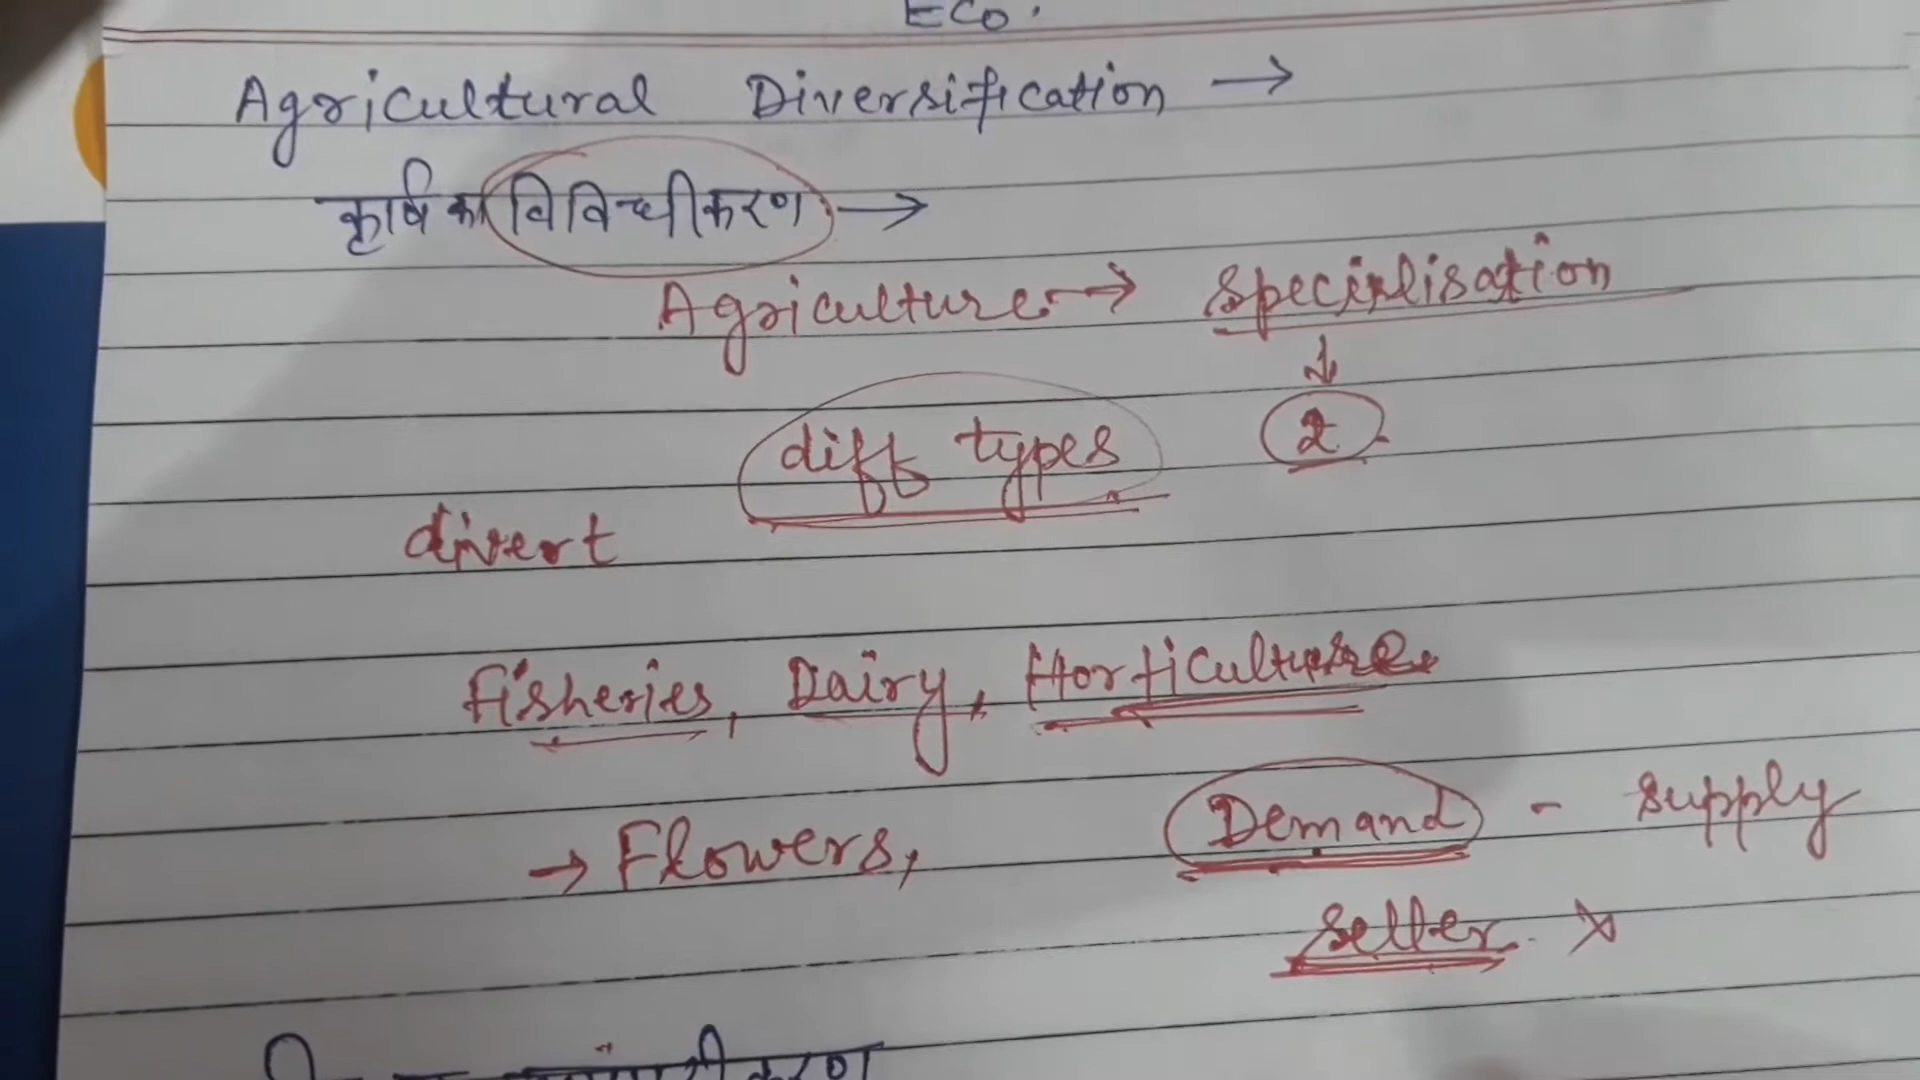 Eco.
Agricultural Diversification →
कृषि का विविधीकरण →
Agriculture → Specialisation
↓
diff types 2
divert
fisheries, Dairy, Horticulture
→ Flowers, Demand - supply
seller x